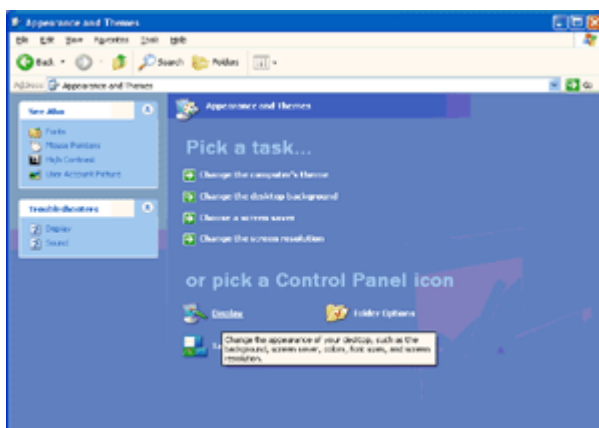 Appearance and Themes
File Edit View Favorites Tools Help
Back Search Folders
Address Appearance and Themes Go
See Also
Fonts
Mouse Pointers
High Contrast
User Account Picture
Troubleshooters
Display
Sound
Appearance and Themes
Pick a task...
Change the computer's theme
Change the desktop background
Choose a screen saver
Change the screen resolution
or pick a Control Panel icon
Display Folder Options
Change the appearance of your desktop, such as the
background, screen saver, colors, font sizes, and screen
resolution.